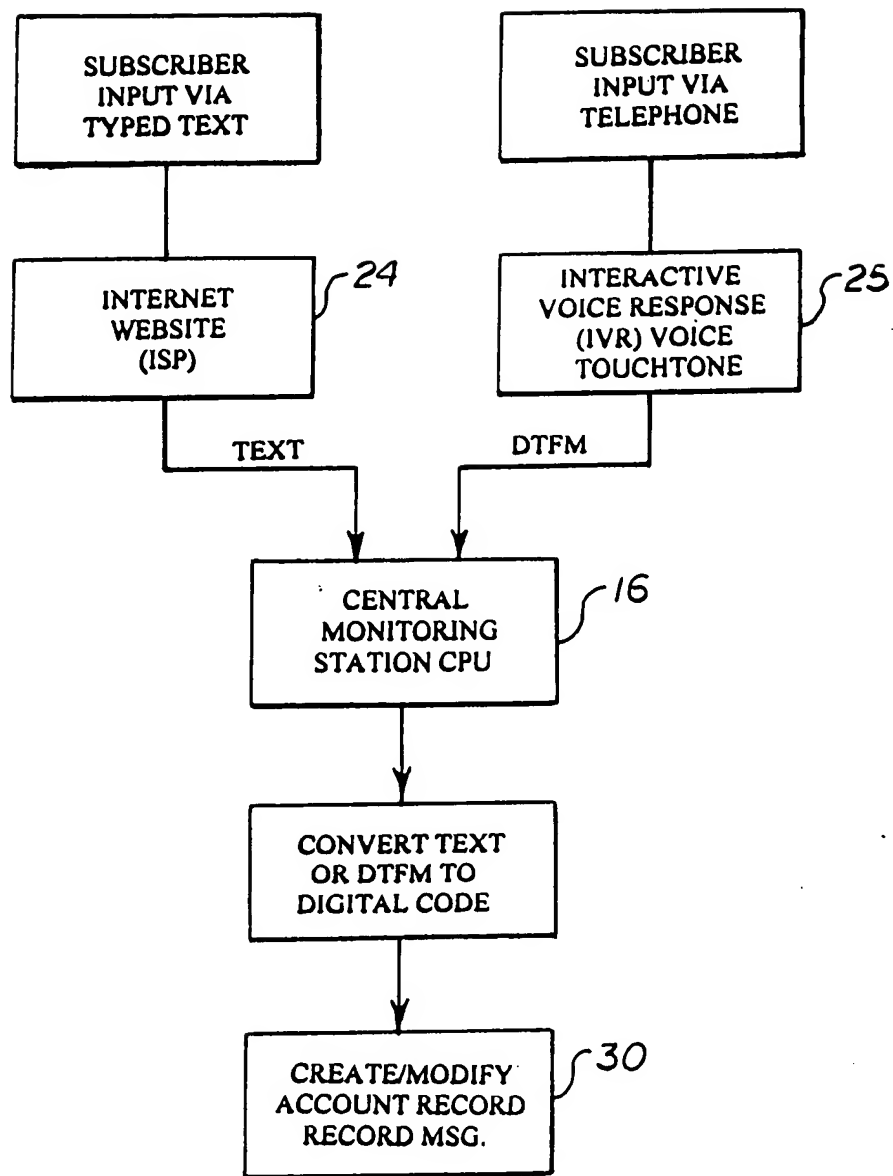 SUBSCRIBER
INPUT VIA
TYPED TEXT
SUBSCRIBER
INPUT VIA
TELEPHONE
INTERNET
WEBSITE
(ISP)
24
INTERACTIVE
VOICE RESPONSE
(IVR) VOICE
TOUCHTONE
25
TEXT
DTFM
CENTRAL
MONITORING
STATION CPU
16
CONVERT TEXT
OR DTFM TO
DIGITAL CODE
CREATE/MODIFY
ACCOUNT RECORD
RECORD MSG.
30